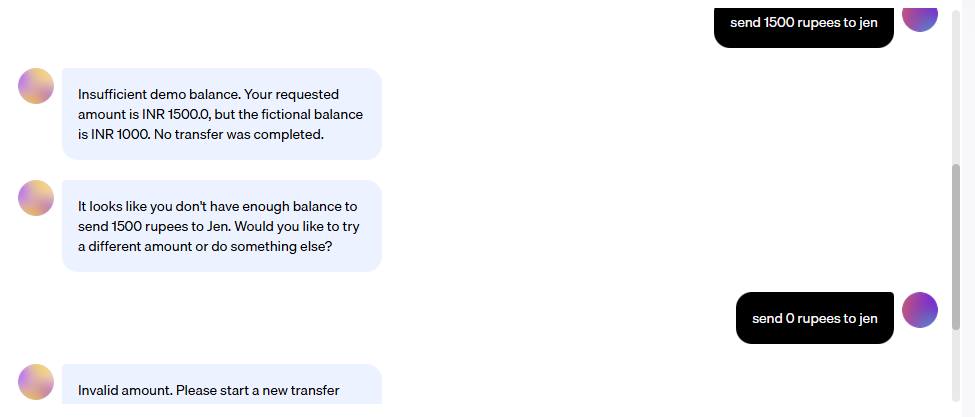 send 1500 rupees to jen
Insufficient demo balance. Your requested
amount is INR 1500.0, but the fictional balance
is INR 1000. No transfer was completed.
It looks like you don't have enough balance to
send 1500 rupees to Jen. Would you like to try
a different amount or do something else?
send 0 rupees to jen
Invalid amount. Please start a new transfer